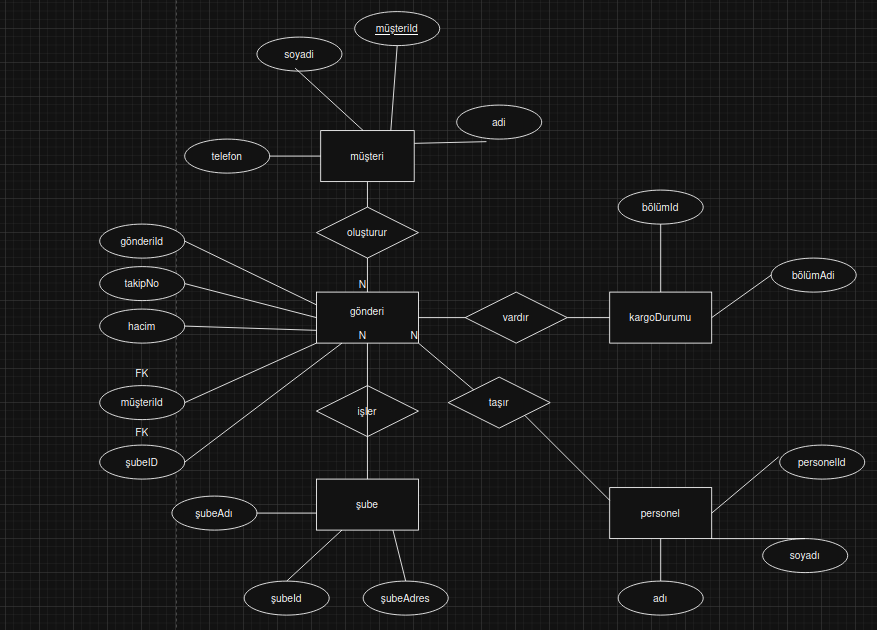 müşteriId
soyadi
adi
telefon
müşteri
bölümId
oluşturur
gönderiId
bölümAdi
takipNo
N
gönderi
vardır
kargoDurumu
hacim
N
N
FK
müşteriId
taşır
işler
FK
şubeID
personelId
şube
şubeAdı
personel
soyadı
şubeId
şubeAdres
adı